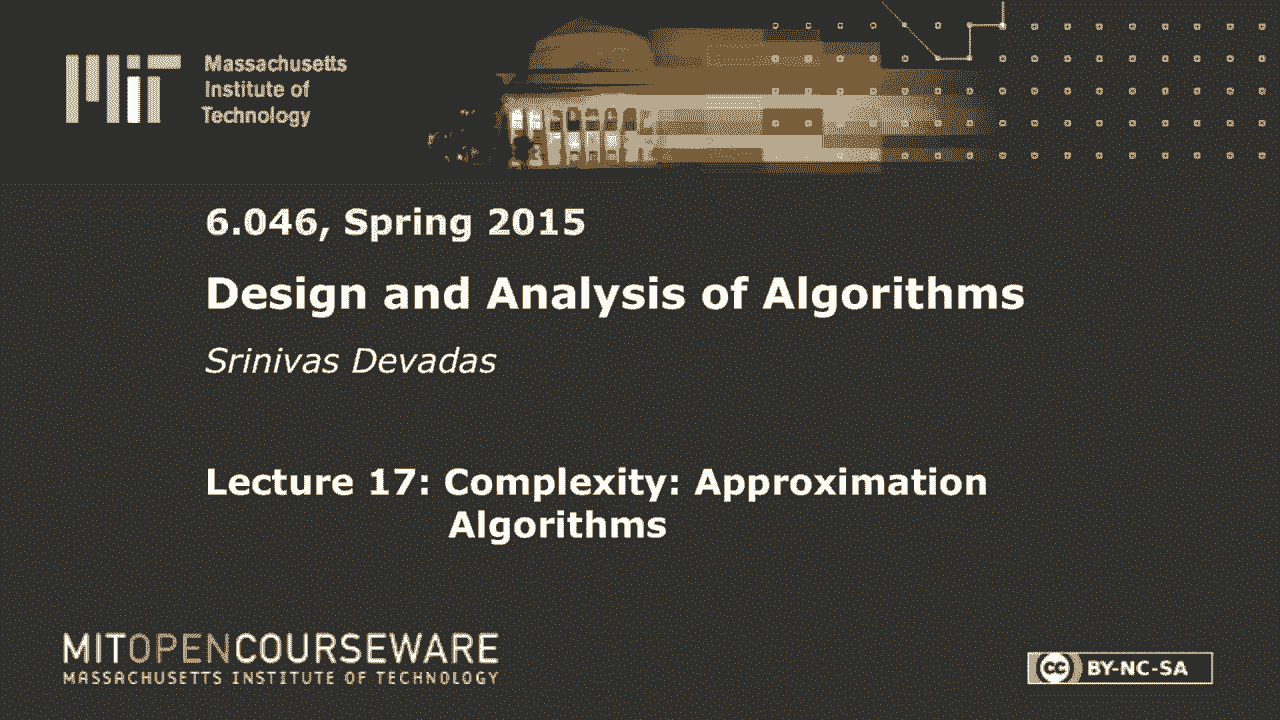 MIT
Massachusetts
Institute of
Technology
6.046, Spring 2015
Design and Analysis of Algorithms
Srinivas Devadas
Lecture 17: Complexity: Approximation
Algorithms
MITOPENCOURSEWARE
MASSACHUSETTS INSTITUTE OF TECHNOLOGY
cc BY-NC-SA